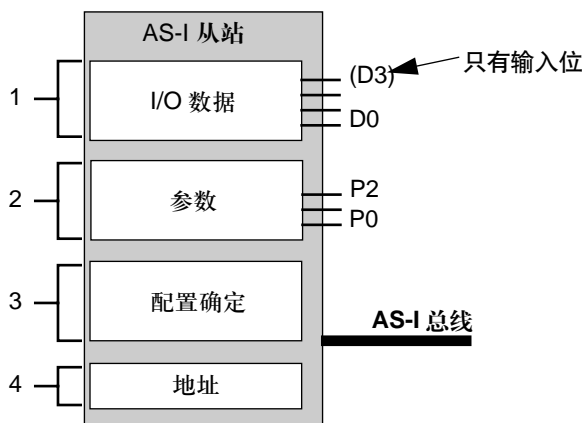 AS-I 从站
1
I/O 数据
(D3)
只有输入位
D0
2
参数
P2
P0
3
配置确定
AS-I 总线
4
地址